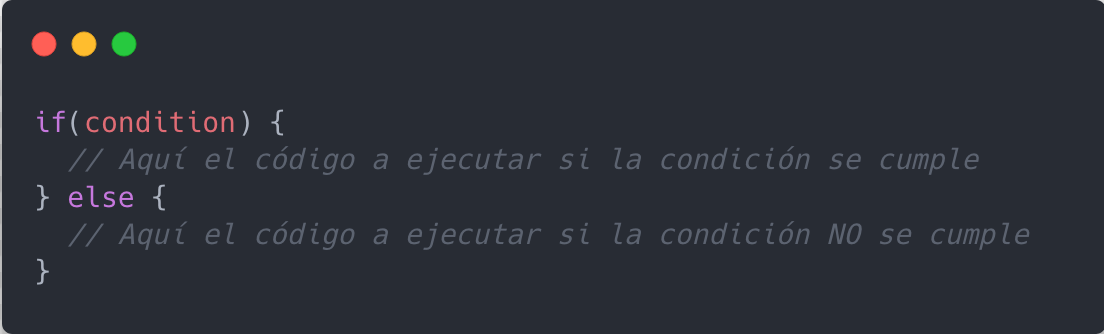 if(condition) {
  // Aquí el código a ejecutar si la condición se cumple
} else {
  // Aquí el código a ejecutar si la condición NO se cumple
}